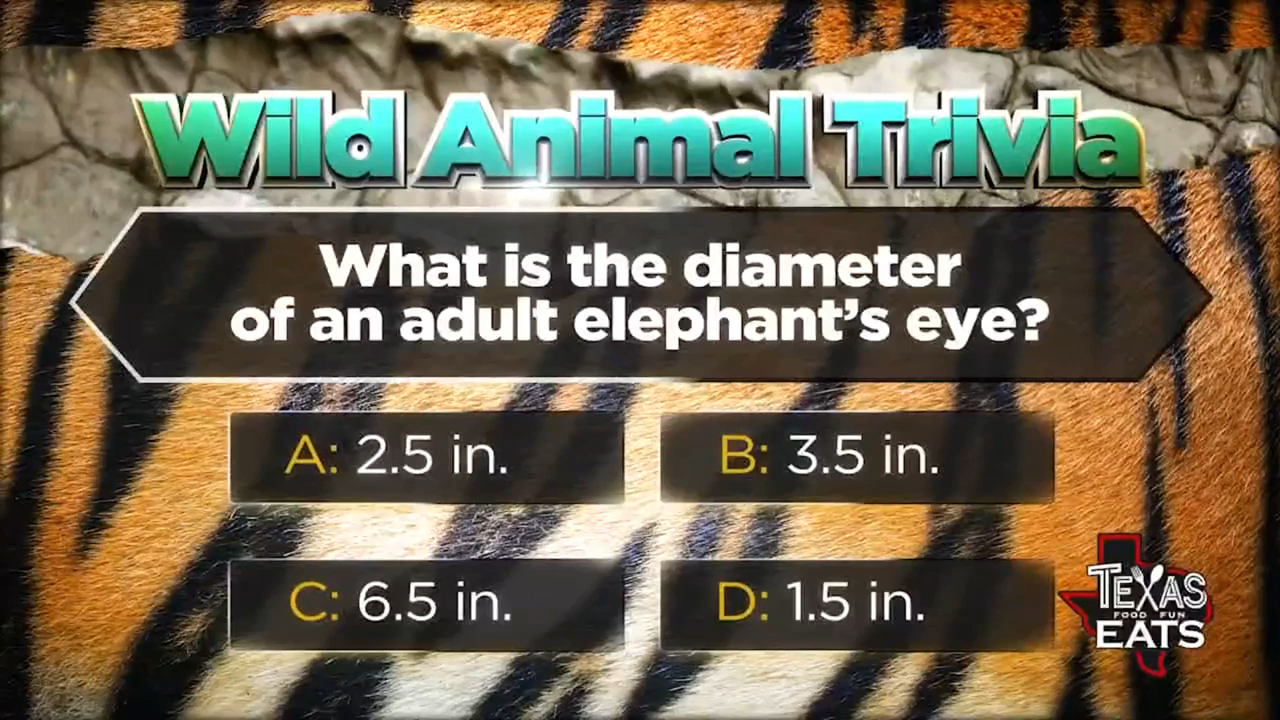 Wild Animal Trivia
What is the diameter
of an adult elephant's eye?
A: 2.5 in.
B: 3.5 in.
C: 6.5 in.
D: 1.5 in.
TEXAS
FOOD FUN
EATS